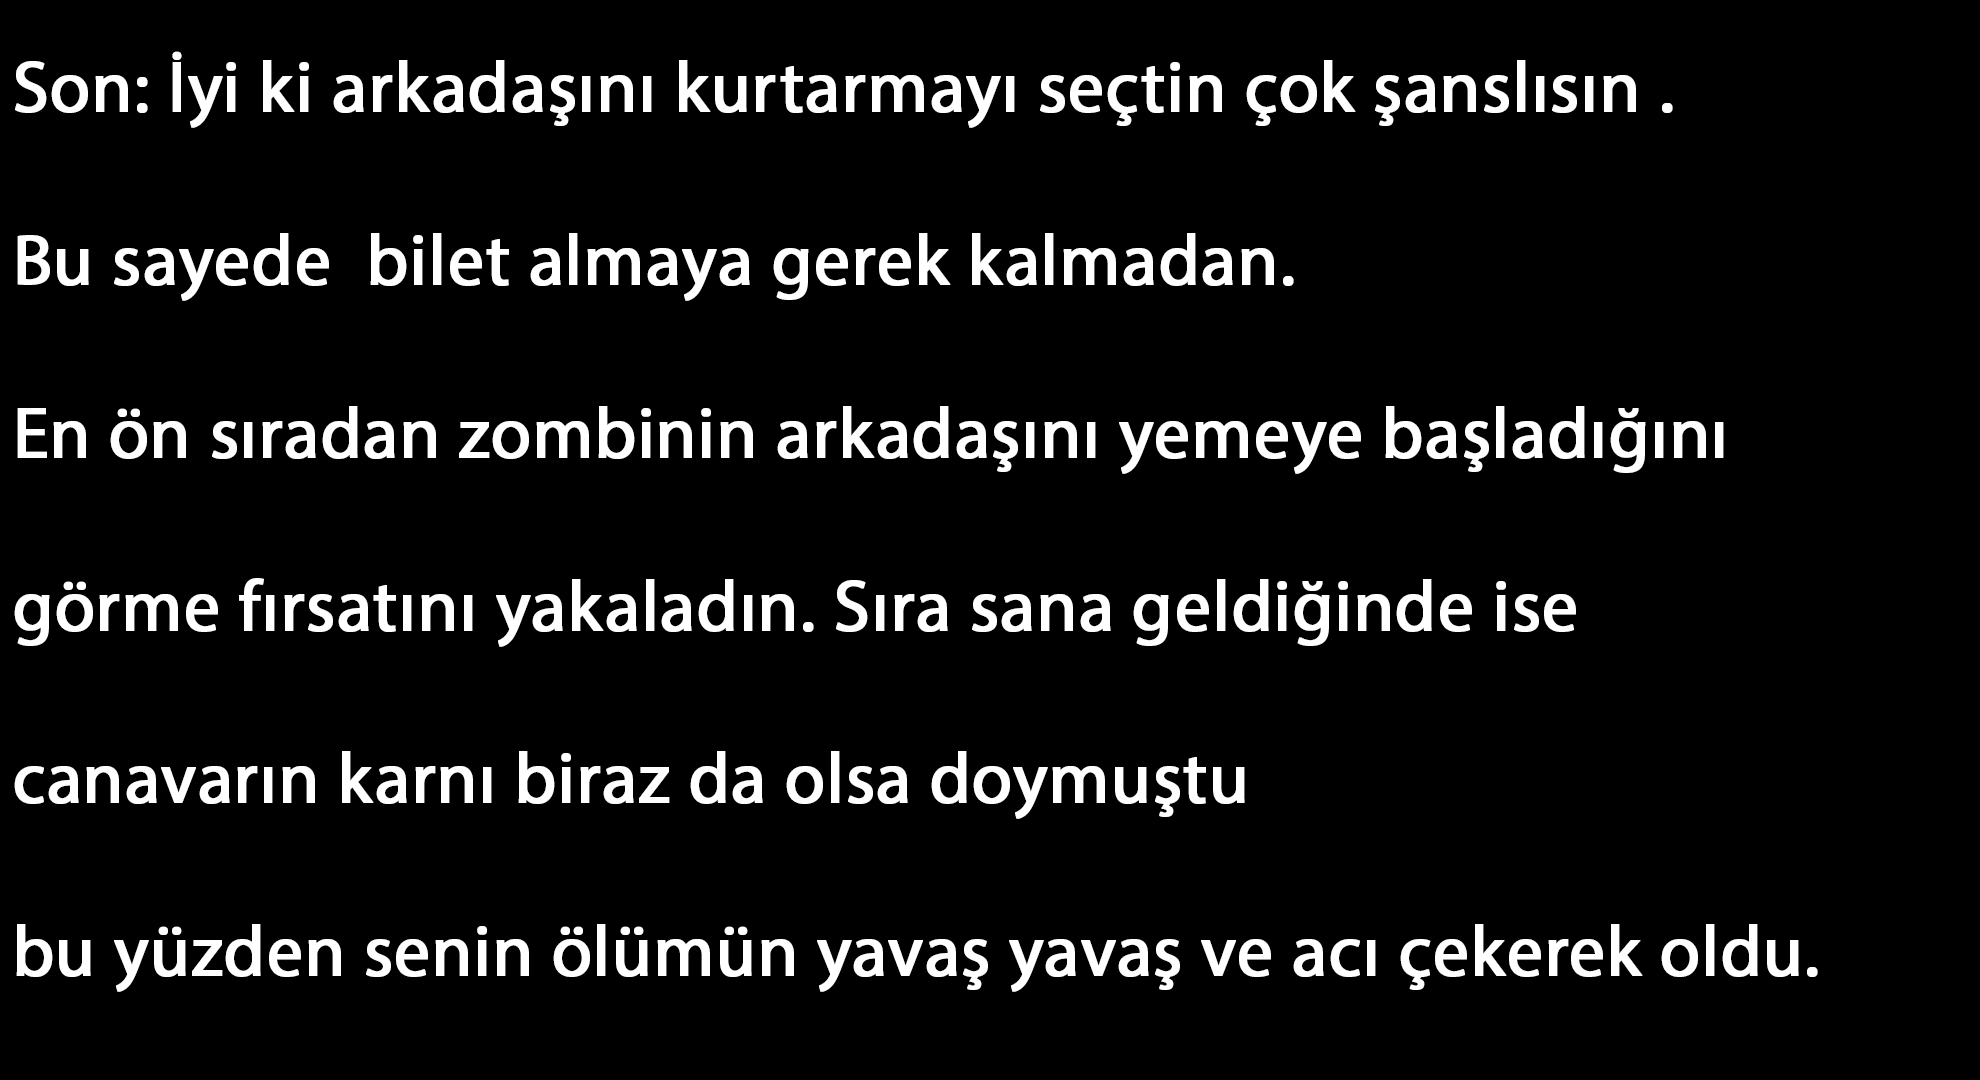 Son: İyi ki arkadaşını kurtarmayı seçtin çok şanslısın .
Bu sayede  bilet almaya gerek kalmadan.
En ön sıradan zombinin arkadaşını yemeye başladığını
görme fırsatını yakaladın. Sıra sana geldiğinde ise
canavarın karnı biraz da olsa doymuştu
bu yüzden senin ölümün yavaş yavaş ve acı çekerek oldu.